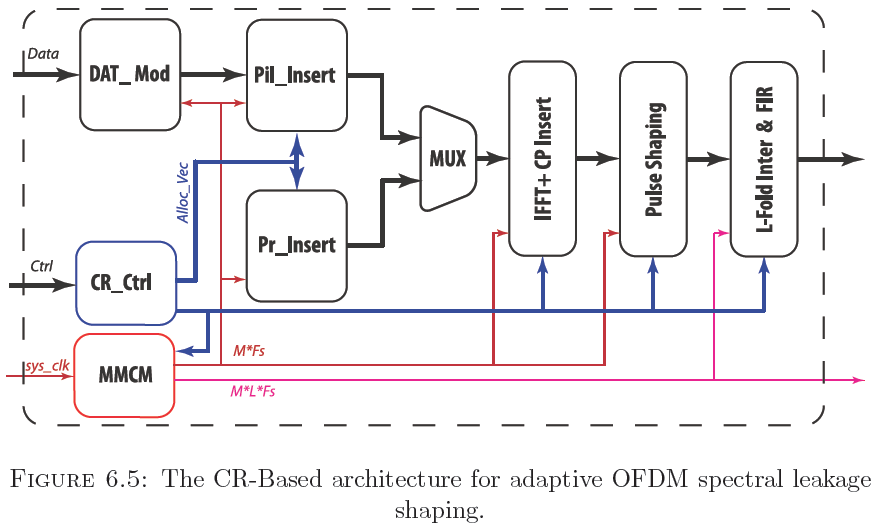 Data
DAT_ Mod
Pil_Insert
MUX
IFFT+ CP Insert
Pulse Shaping
L-Fold Inter & FIR
Alloc_Vec
Pr_Insert
Ctrl
CR_Ctrl
sys_clk
MMCM
M*Fs
M*L*Fs
FIGURE 6.5: The CR-Based architecture for adaptive OFDM spectral leakage
shaping.